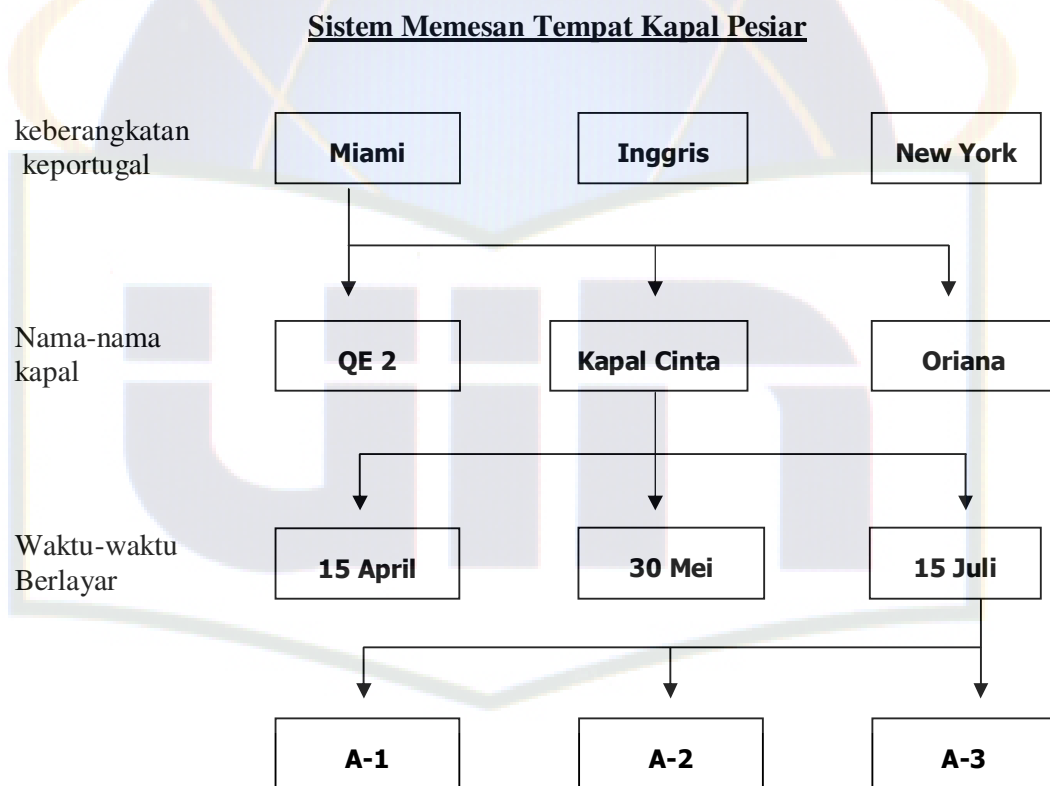 Sistem Memesan Tempat Kapal Pesiar
keberangkatan
keportugal
Miami
Inggris
New York
Nama-nama
kapal
QE 2
Kapal Cinta
Oriana
Waktu-waktu
Berlayar
15 April
30 Mei
15 Juli
A-1
A-2
A-3
uin